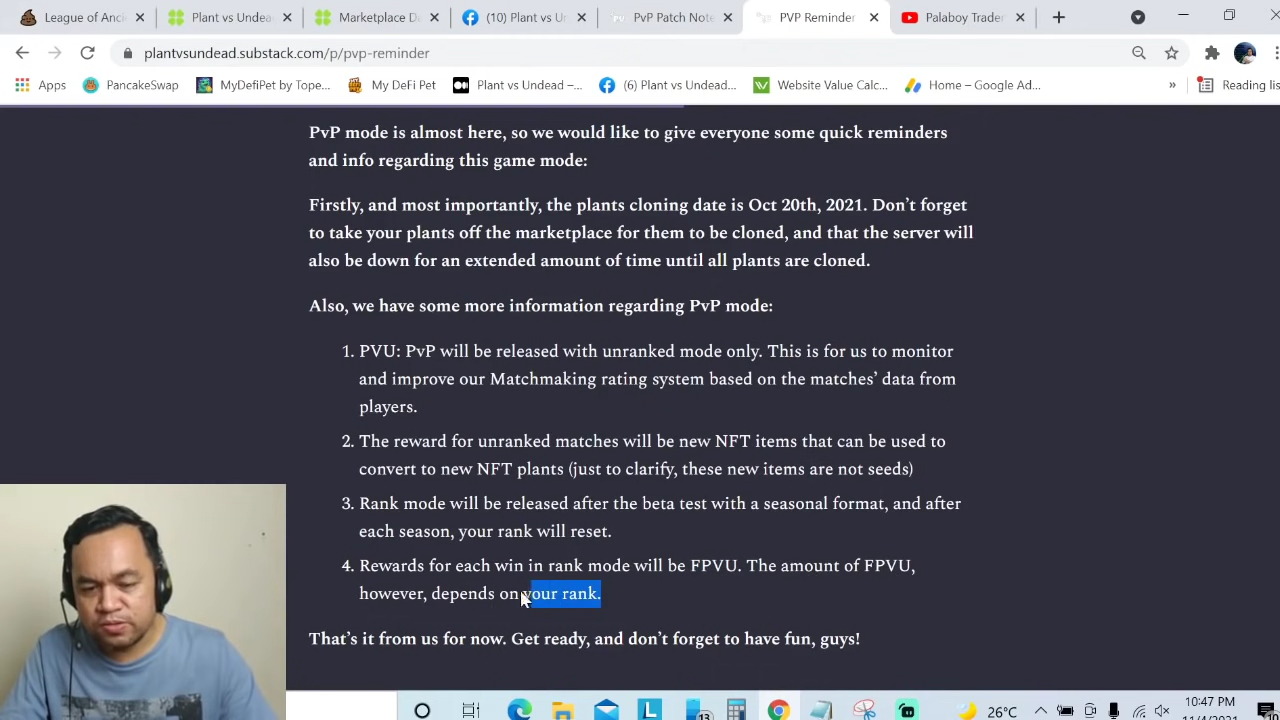 League of Anci
Plant vs Undea
Marketplace D
(10) Plant vs Un
PvP Patch Note
PVP Reminder
Palaboy Trader
plantvsundead.substack.com/p/pvp-reminder
Apps
PancakeSwap
MyDefiPet by Tope...
My DeFi Pet
Plant vs Undead –...
(6) Plant vs Undead...
Website Value Calc...
Home – Google Ad...
»
Reading list
PvP mode is almost here, so we would like to give everyone some quick reminders
and info regarding this game mode:
Firstly, and most importantly, the plants cloning date is Oct 20th, 2021. Don’t forget
to take your plants off the marketplace for them to be cloned, and that the server will
also be down for an extended amount of time until all plants are cloned.
Also, we have some more information regarding PvP mode:
1. PVU: PvP will be released with unranked mode only. This is for us to monitor
and improve our Matchmaking rating system based on the matches’ data from
players.
2. The reward for unranked matches will be new NFT items that can be used to
convert to new NFT plants (just to clarify, these new items are not seeds)
3. Rank mode will be released after the beta test with a seasonal format, and after
each season, your rank will reset.
4. Rewards for each win in rank mode will be FPVU. The amount of FPVU,
however, depends on your rank.
That’s it from us for now. Get ready, and don’t forget to have fun, guys!
L
13
26°C
10:47 PM